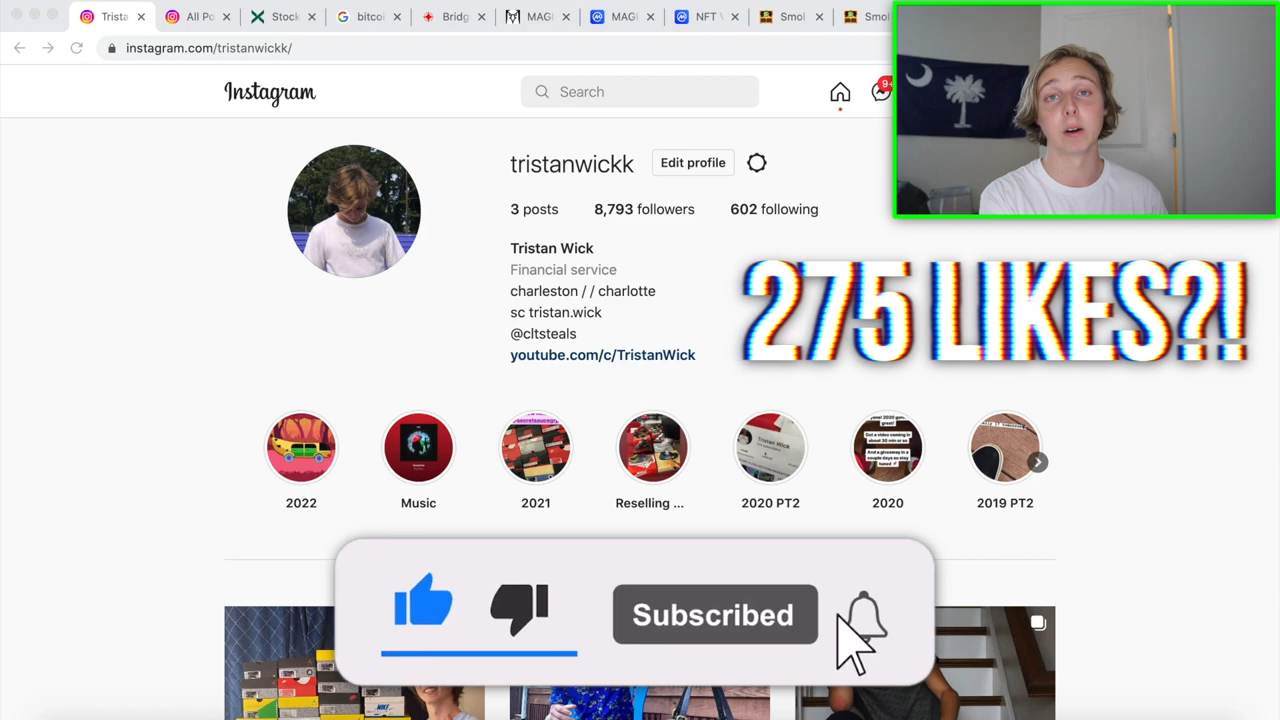 Trista
All Po
Stock
bitcoi
Bridg
MAGI
MAGI
NFT V
Smol
Smol
instagram.com/tristanwickk/
Instagram
Search
9+
tristanwickk
Edit profile
3 posts
8,793 followers
602 following
Tristan Wick
Financial service
charleston / / charlotte
sc tristan.wick
@cltsteals
youtube.com/c/TristanWick
275 LIKES?!
2022
Music
2021
Reselling ...
2020 PT2
2020
2019 PT2
Subscribed